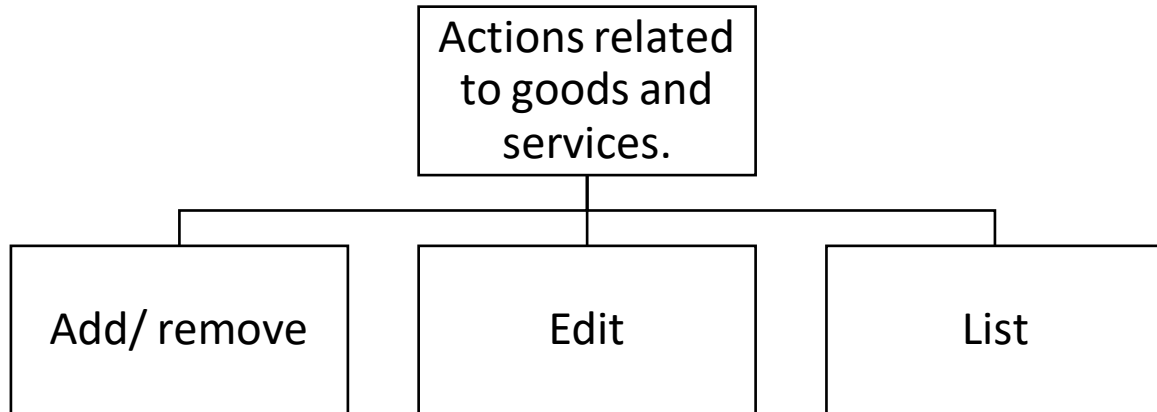 Actions related
to goods and
services.
Add/ remove
Edit
List